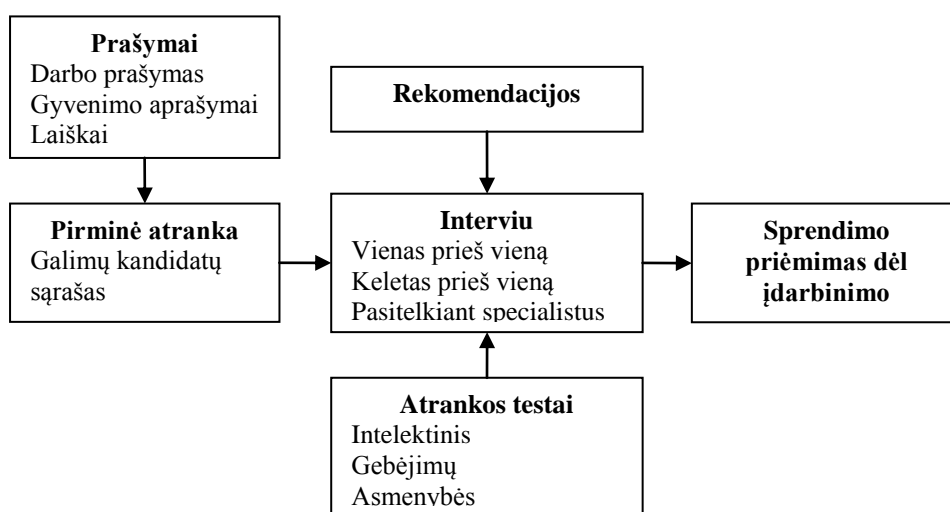 Prašymai
Darbo prašymas
Gyvenimo aprašymai
Laiškai
Rekomendacijos
Pirminė atranka
Galimų kandidatų
sąrašas
Interviu
Vienas prieš vieną
Keletas prieš vieną
Pasitelkiant specialistus
Sprendimo
priėmimas dėl
įdarbinimo
Atrankos testai
Intelektinis
Gebėjimų
Asmenybės